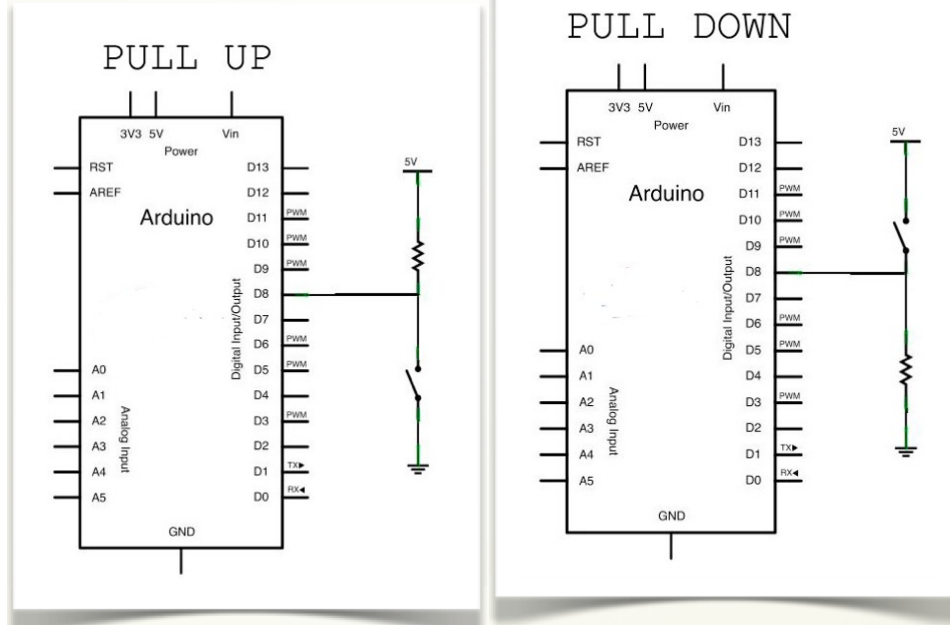 PULL UP
3V3 5V Vin
Power
RST D13
AREF D12
Arduino
D11 PWM
D10 PWM
D9 PWM
D8
D7
D6 PWM
D5 PWM
D4
D3 PWM
D2
D1 TX▶
D0 RX◀
Digital Input/Output
A0
A1
A2
A3
A4
A5
Analog Input
GND
5V
PULL DOWN
3V3 5V Vin
Power
RST D13
AREF D12
Arduino
D11 PWM
D10 PWM
D9 PWM
D8
D7
D6 PWM
D5 PWM
D4
D3 PWM
D2
D1 TX▶
D0 RX◀
Digital Input/Output
A0
A1
A2
A3
A4
A5
Analog Input
GND
5V